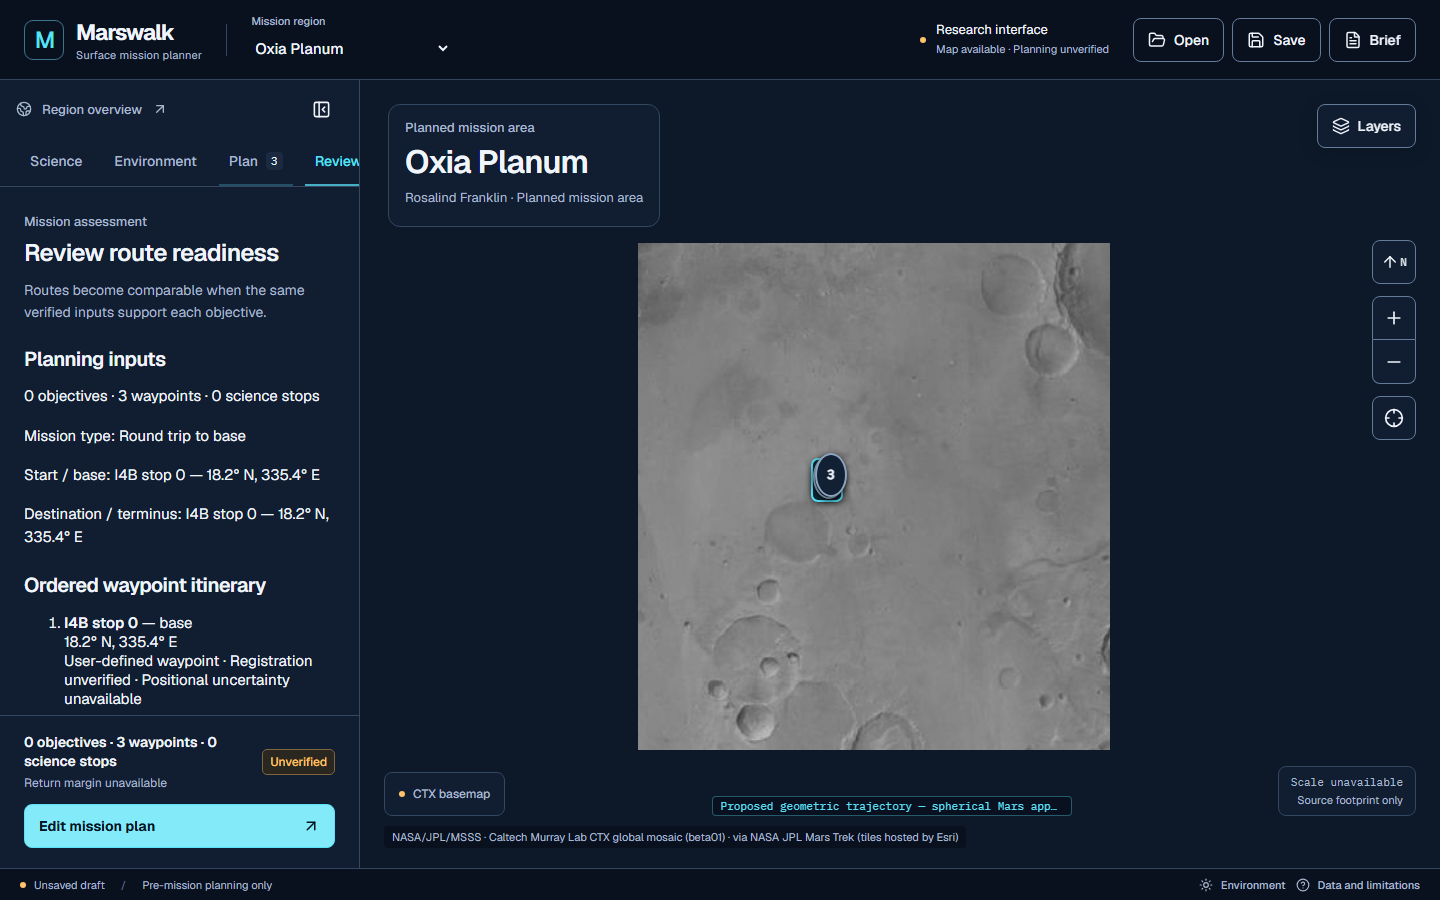 M
Marswalk
Surface mission planner
Mission region
Oxia Planum
Research interface
Map available · Planning unverified
Open
Save
Brief
Region overview
Science
Environment
Plan 3
Review
Mission assessment
Review route readiness
Routes become comparable when the same
verified inputs support each objective.
Planning inputs
0 objectives · 3 waypoints · 0 science stops
Mission type: Round trip to base
Start / base: I4B stop 0 — 18.2° N, 335.4° E
Destination / terminus: I4B stop 0 — 18.2° N,
335.4° E
Ordered waypoint itinerary
1. I4B stop 0 — base
18.2° N, 335.4° E
User-defined waypoint · Registration
unverified · Positional uncertainty
unavailable
0 objectives · 3 waypoints · 0
science stops
Return margin unavailable
Unverified
Edit mission plan
Planned mission area
Oxia Planum
Rosalind Franklin · Planned mission area
Layers
N
3
CTX basemap
Proposed geometric trajectory — spherical Mars app…
Scale unavailable
Source footprint only
NASA/JPL/MSSS · Caltech Murray Lab CTX global mosaic (beta01) · via NASA JPL Mars Trek (tiles hosted by Esri)
Unsaved draft / Pre-mission planning only
Environment
Data and limitations